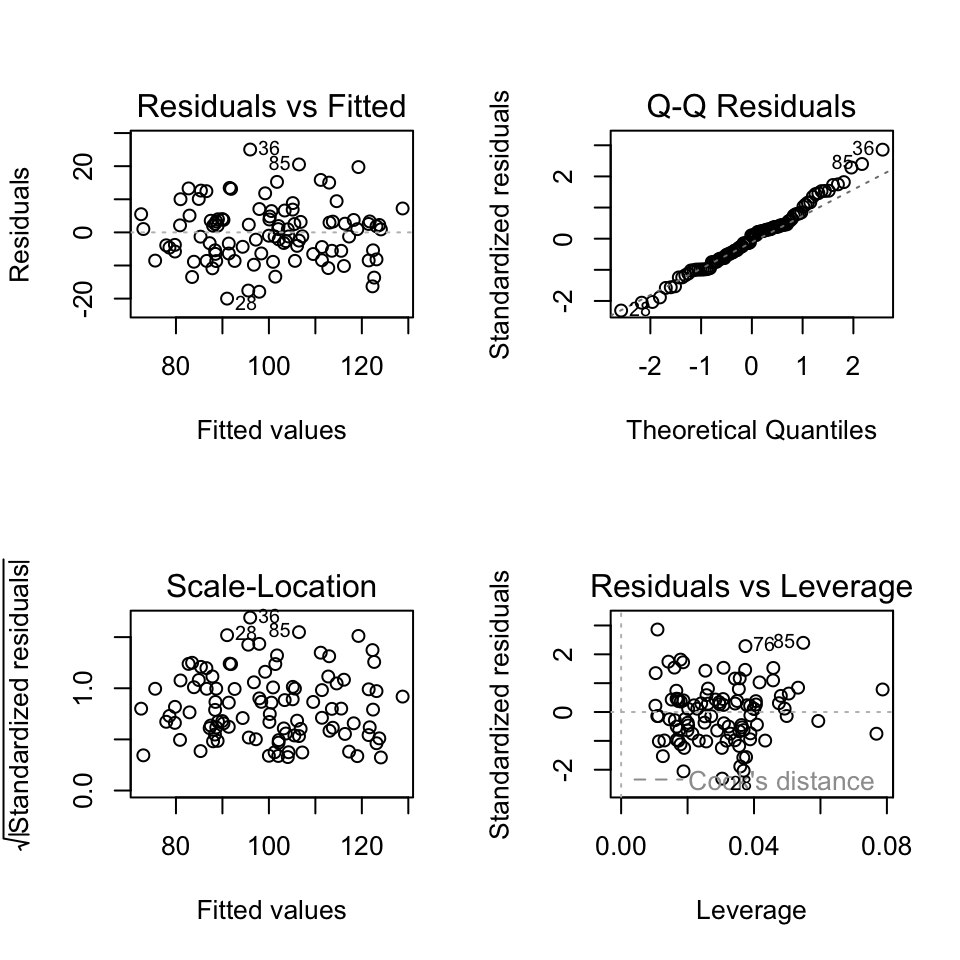 Residuals vs Fitted
Residuals
20
0
-20
36
85
28
80 100 120
Fitted values
Q-Q Residuals
Standardized residuals
2
0
-2
36
85
28
-2 -1 0 1 2
Theoretical Quantiles
Scale-Location
√|Standardized residuals|
1.0
0.0
36
28
85
80 100 120
Fitted values
Residuals vs Leverage
Standardized residuals
2
0
-2
76
85
28
Cook's distance
0.00 0.04 0.08
Leverage